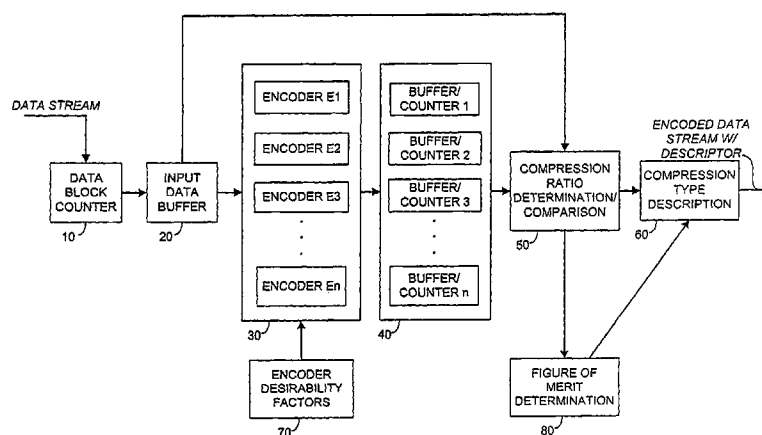 DATA STREAM
DATA
BLOCK
COUNTER
10
INPUT
DATA
BUFFER
20
ENCODER E1
ENCODER E2
ENCODER E3
ENCODER En
30
BUFFER/
COUNTER 1
BUFFER/
COUNTER 2
BUFFER/
COUNTER 3
BUFFER/
COUNTER n
40
COMPRESSION
RATIO
DETERMINATION/
COMPARISON
50
ENCODED DATA
STREAM W/
DESCRIPTOR
COMPRESSION
TYPE
DESCRIPTION
60
ENCODER
DESIRABILITY
FACTORS
70
FIGURE OF
MERIT
DETERMINATION
80